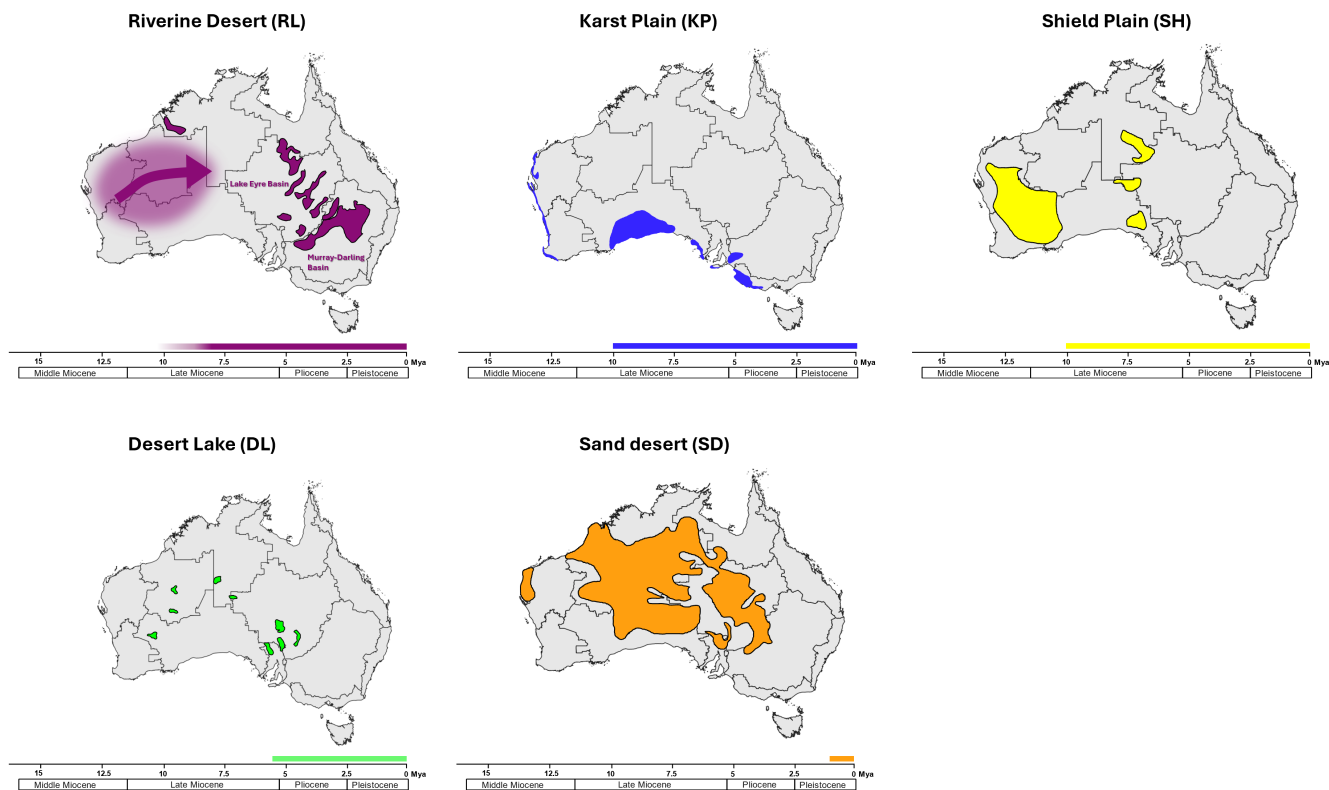 Riverine Desert (RL)
Karst Plain (KP)
Shield Plain (SH)
Lake Eyre Basin
Murray-Darling
Basin
15 12.5 10 7.5 5 2.5 0 Mya
Middle Miocene Late Miocene Pliocene Pleistocene
15 12.5 10 7.5 5 2.5 0 Mya
Middle Miocene Late Miocene Pliocene Pleistocene
15 12.5 10 7.5 5 2.5 0 Mya
Middle Miocene Late Miocene Pliocene Pleistocene
Desert Lake (DL)
Sand desert (SD)
15 12.5 10 7.5 5 2.5 0 Mya
Middle Miocene Late Miocene Pliocene Pleistocene
15 12.5 10 7.5 5 2.5 0 Mya
Middle Miocene Late Miocene Pliocene Pleistocene